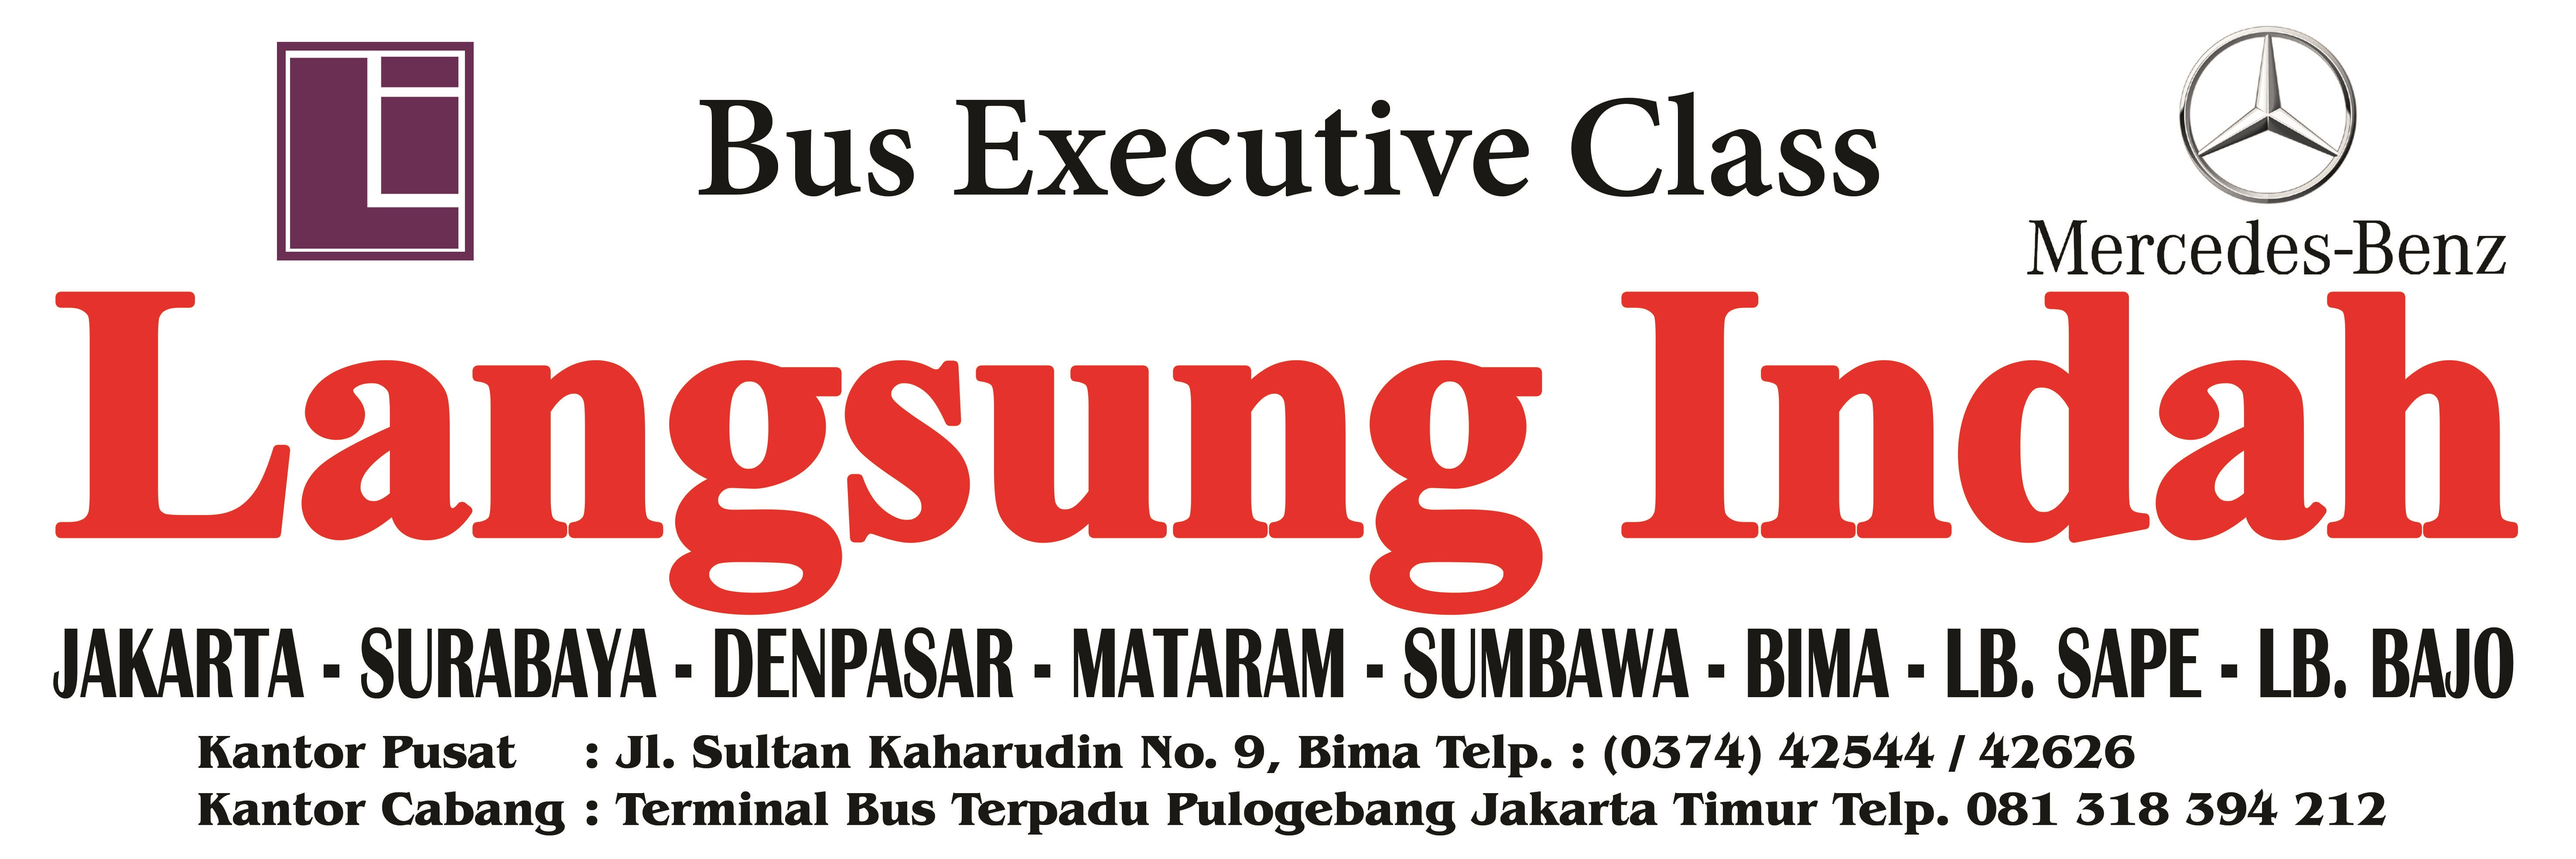 Bus Executive Class
Mercedes-Benz
Langsung Indah
JAKARTA - SURABAYA - DENPASAR - MATARAM - SUMBAWA - BIMA - LB. SAPE - LB. BAJO
Kantor Pusat : Jl. Sultan Kaharudin No. 9, Bima Telp. : (0374) 42544 / 42626
Kantor Cabang : Terminal Bus Terpadu Pulogebang Jakarta Timur Telp. 081 318 394 212